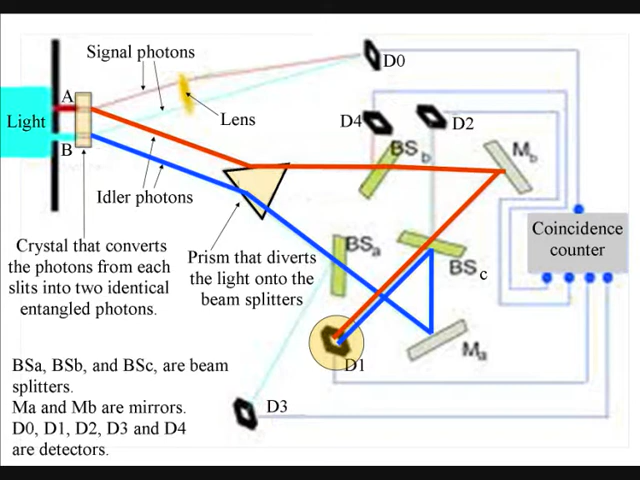 Signal photons
D0
A
Light
Lens
D4
D2
BSb
Mb
B
Idler photons
Coincidence
counter
Crystal that converts
the photons from each
slits into two identical
entangled photons.
Prism that diverts
the light onto the
beam splitters
BSa
BSc
Ma
D1
D3
BSa, BSb, and BSc, are beam
splitters.
Ma and Mb are mirrors.
D0, D1, D2, D3 and D4
are detectors.